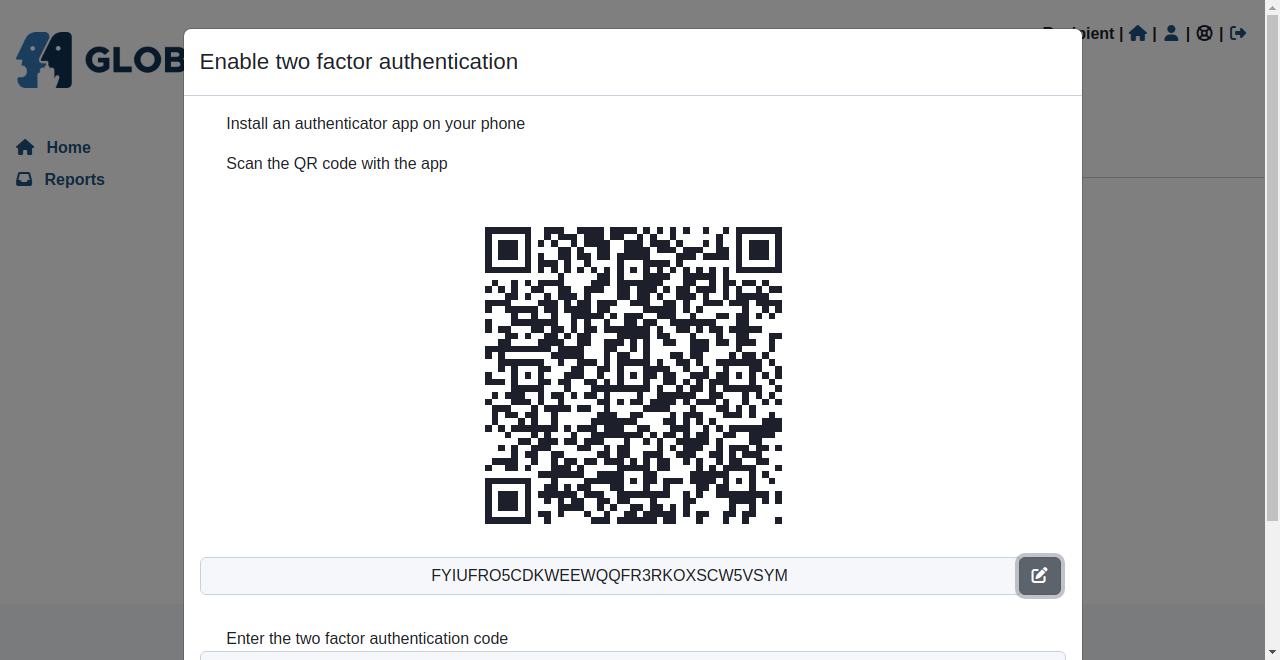 GLOB
Recipient | | | |
Enable two factor authentication
Home
Reports
Install an authenticator app on your phone
Scan the QR code with the app
FYIUFRO5CDKWEEWQQFR3RKOXSCW5VSYM
Enter the two factor authentication code